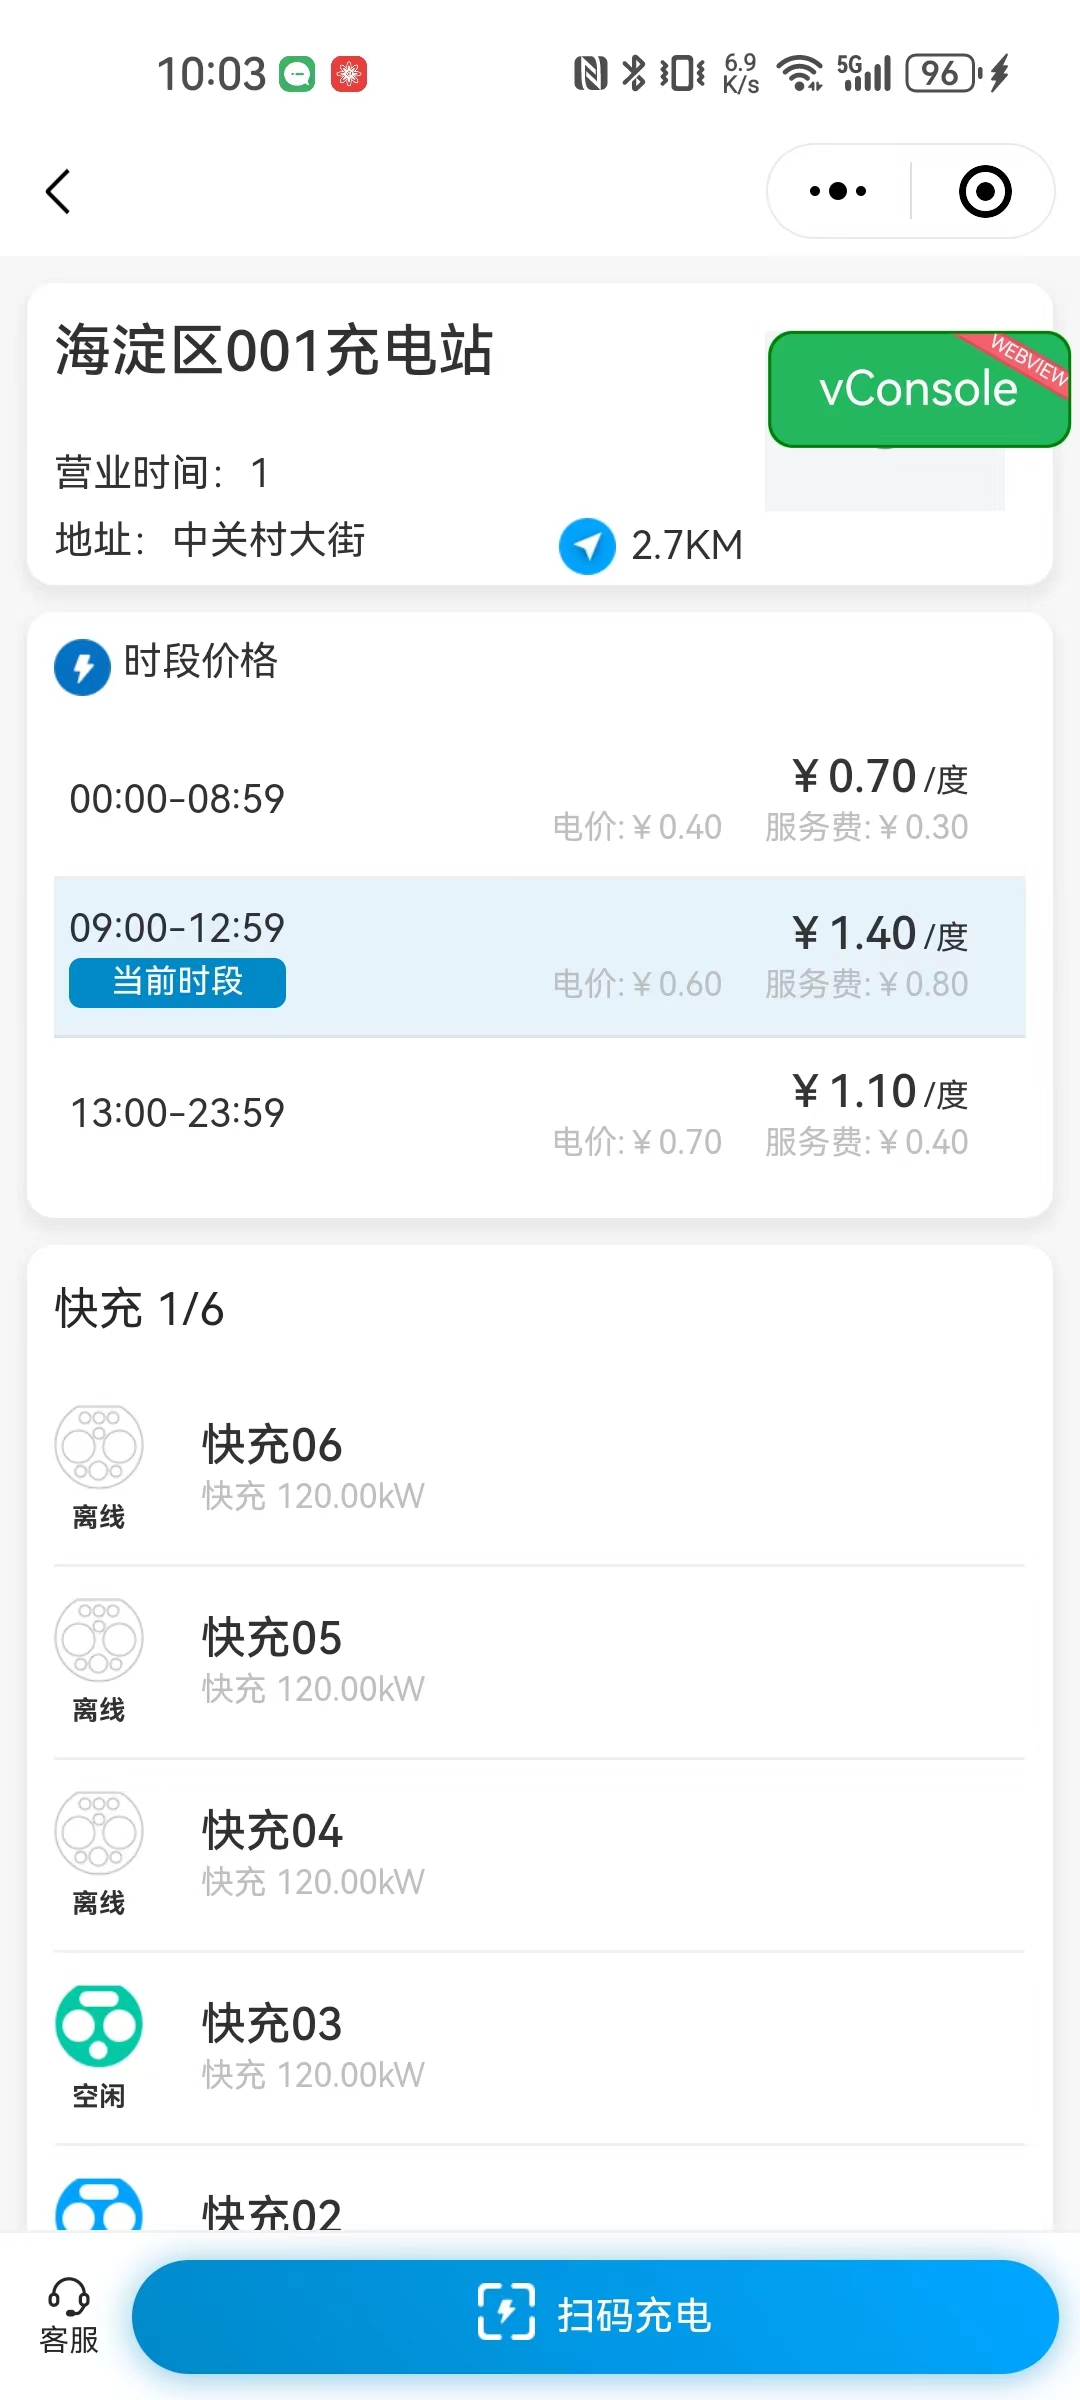 10:03
6.9 K/s
5G
96
海淀区001充电站
WEBVIEW
vConsole
营业时间： 1
地址： 中关村大街
2.7KM
时段价格
00:00-08:59
¥0.70/度
电价:¥0.40 服务费:¥0.30
09:00-12:59
当前时段
¥1.40/度
电价:¥0.60 服务费:¥0.80
13:00-23:59
¥1.10/度
电价:¥0.70 服务费:¥0.40
快充 1/6
快充06
快充 120.00kW
离线
快充05
快充 120.00kW
离线
快充04
快充 120.00kW
离线
快充03
快充 120.00kW
空闲
快充02
客服
扫码充电